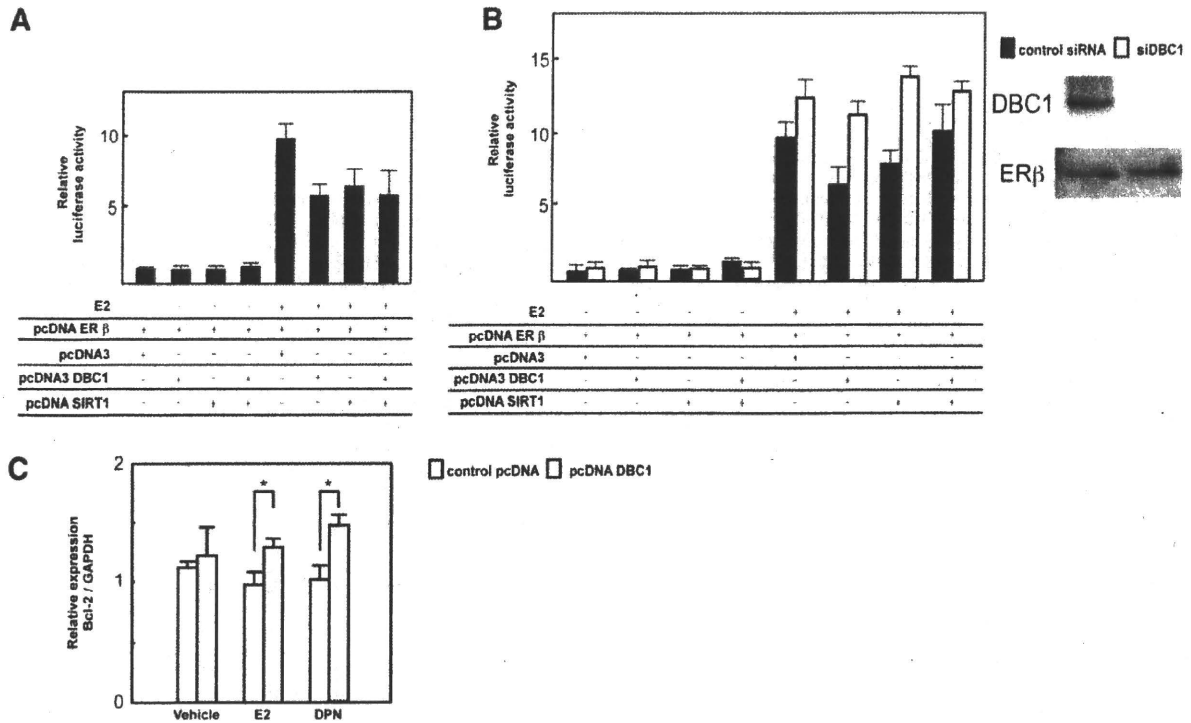 A
Relative
luciferase activity
10
5
E2 - - - - + + + +
pcDNA ER β + + + + + + + +
pcDNA3 + - - - + - - -
pcDNA3 DBC1 - + - + - + - +
pcDNA SIRT1 - - + + - - + +
B
Relative
luciferase activity
15
10
5
control siRNA siDBC1
DBC1
ERβ
E2 - - - - + + + +
pcDNA ER β + + + + + + + +
pcDNA3 + - - - + - - -
pcDNA3 DBC1 - + - + - + - +
pcDNA SIRT1 - - + + - - + +
C
Relative expression
Bcl-2 / GAPDH
2
1
0
Vehicle E2 DPN
* *
control pcDNA pcDNA DBC1